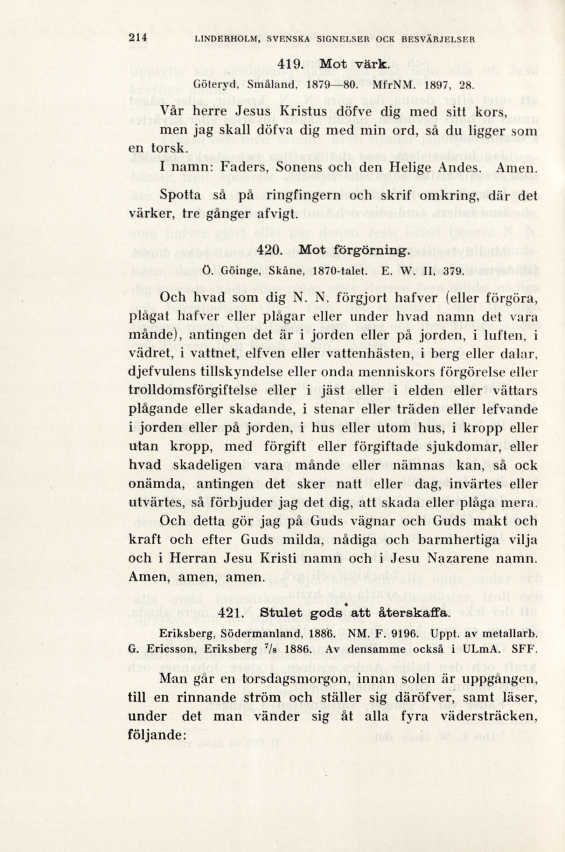 214 LINDERHOLM, SVENSKA SIGNELSER OCK BESVÄRJELSER
419. Mot värk.
Göteryd, Småland, 1879—80. MfrNM. 1897, 28.
Vår herre Jesus Kristus döfve dig med sitt kors,
men jag skall döfva dig med min ord, så du ligger som
en torsk.
I namn: Faders, Sonens och den Helige Andes. Amen.
Spotta så på ringfingern och skrif omkring, där det
värker, tre gånger afvigt.
420. Mot förgörning.
Ö. Göinge, Skåne, 1870-talet. E. W. II, 379.
Och hvad som dig N. N. förgjort hafver (eller förgöra,
plågat hafver eller plågar eller under hvad namn det vara
månde), antingen det är i jorden eller på jorden, i luften, i
vädret, i vattnet, elfven eller vattenhästen, i berg eller dalar,
djefvulens tillskyndelse eller onda menniskors förgörelse eller
trolldomsförgiftelse eller i jäst eller i elden eller vättars
plågande eller skadande, i stenar eller träden eller lefvande
i jorden eller på jorden, i hus eller utom hus, i kropp eller
utan kropp, med förgift eller förgiftade sjukdomar, eller
hvad skadeligen vara månde eller nämnas kan, så ock
onämda, antingen det sker natt eller dag, invärtes eller
utvärtes, så förbjuder jag det dig, att skada eller plåga mera.
Och detta gör jag på Guds vägnar och Guds makt och
kraft och efter Guds milda, nådiga och barmhertiga vilja
och i Herran Jesu Kristi namn och i Jesu Nazarene namn.
Amen, amen, amen.
421. Stulet gods att återskaffa.
Eriksberg, Södermanland, 1886. NM. F. 9196. Uppt. av metallarb.
G. Ericsson, Eriksberg 7/8 1886. Av densamme också i ULmA. SFF.
Man går en torsdagsmorgon, innan solen är uppgången,
till en rinnande ström och ställer sig däröfver, samt läser,
under det man vänder sig åt alla fyra vädersträcken,
följande: